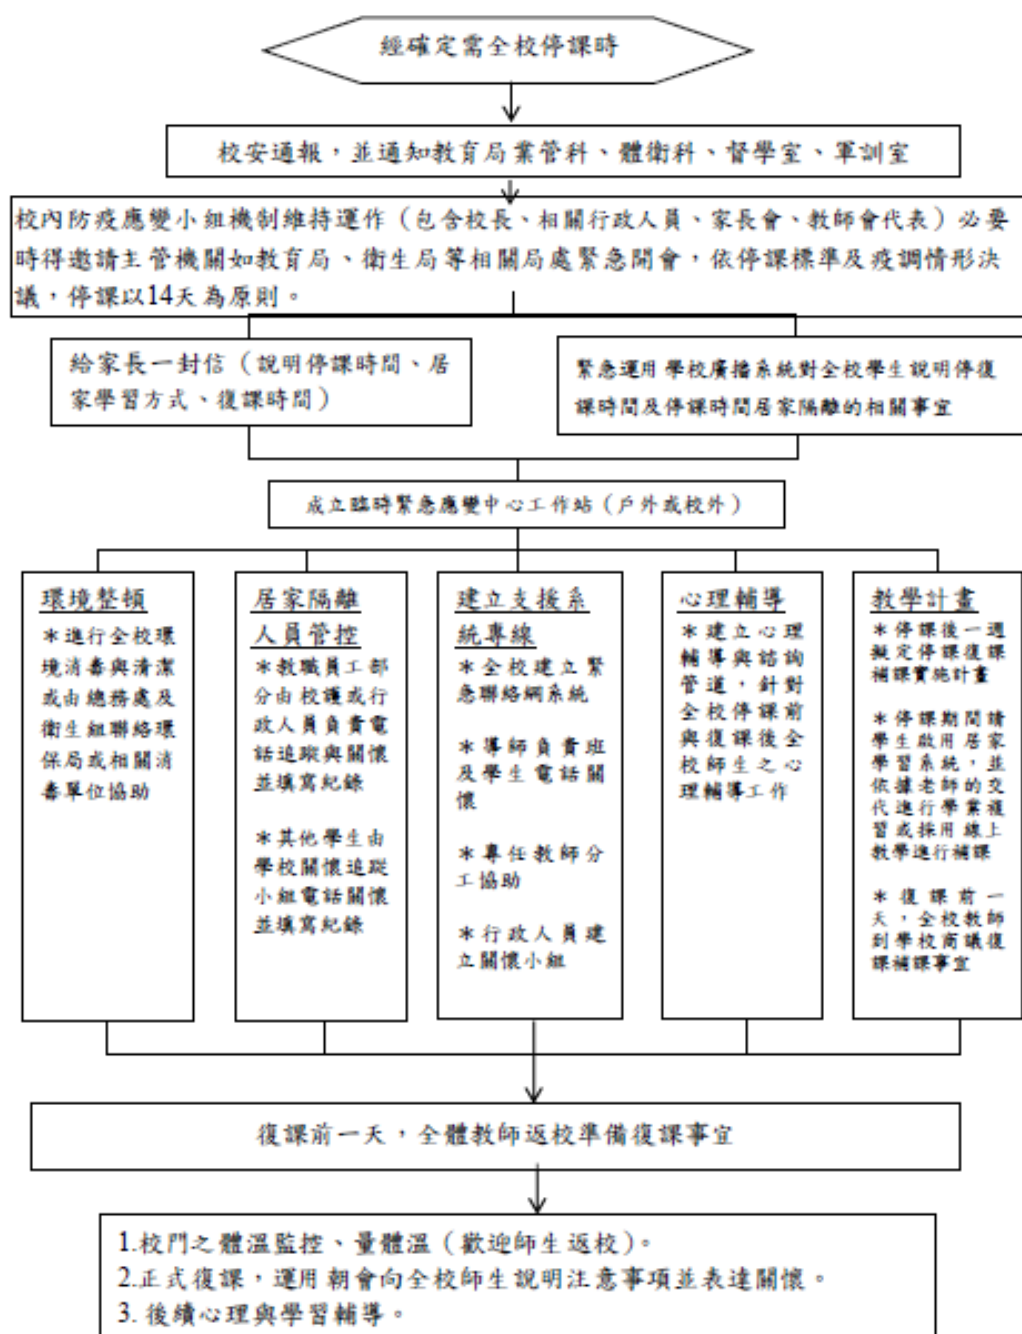 經確定需全校停課時
校安通報，並通知教育局業管科、體衛科、督學室、軍訓室
校內防疫應變小組機制維持運作（包含校長、相關行政人員、家長會、教師會代表）必要
時得邀請主管機關如教育局、衛生局等相關局處緊急開會，依停課標準及疫調情形決
議，停課以14天為原則。
給家長一封信（說明停課時間、居
家學習方式、復課時間）
緊急運用學校廣播系統對全校學生說明停復
課時間及停課時間居家隔離的相關事宜
成立臨時緊急應變中心工作站（戶外或校外）
環境整頓
＊進行全校環
境消毒與清潔
或由總務處及
衛生組聯絡環
保局或相關消
毒單位協助
居家隔離
人員管控
＊教職員工部
分由校護或行
政人員負責電
話追蹤與關懷
並填寫紀錄
＊其他學生由
學校關懷追蹤
小組電話關懷
並填寫紀錄
建立支援系
統專線
＊全校建立緊
急聯絡網系統
＊導師負責班
及學生電話關
懷
＊專任教師分
工協助
＊行政人員建
立關懷小組
心理輔導
＊建立心理
輔導與諮詢
管道，針對
全校停課前
與復課後全
校師生之心
理輔導工作
教學計畫
＊停課後一週
擬定停課復課
補課實施計畫
＊停課期間請
學生啟用居家
學習系統，並
依據老師的交
代進行學業複
習或採用線上
教學進行補課
＊復課前一
天，全校教師
到學校商議復
課補課事宜
復課前一天，全體教師返校準備復課事宜
1.校門之體溫監控、量體溫（歡迎師生返校）。
2.正式復課，運用朝會向全校師生說明注意事項並表達關懷。
3. 後續心理與學習輔導。